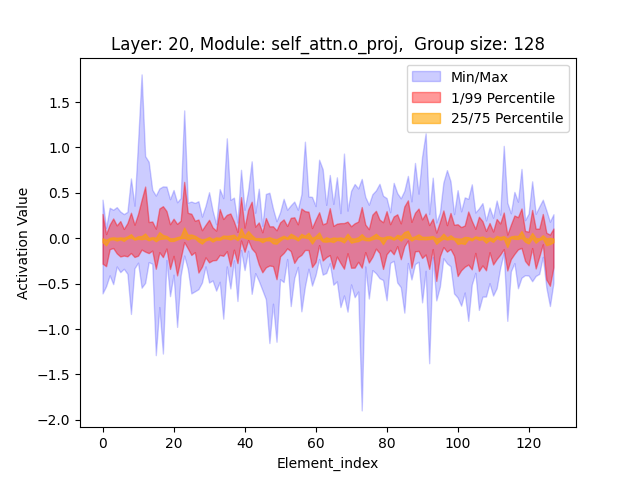 Layer: 20, Module: self_attn.o_proj,  Group size: 128
Min/Max
1/99 Percentile
25/75 Percentile
1.5
1.0
0.5
0.0
−0.5
−1.0
−1.5
−2.0
Activation Value
0
20
40
60
80
100
120
Element_index